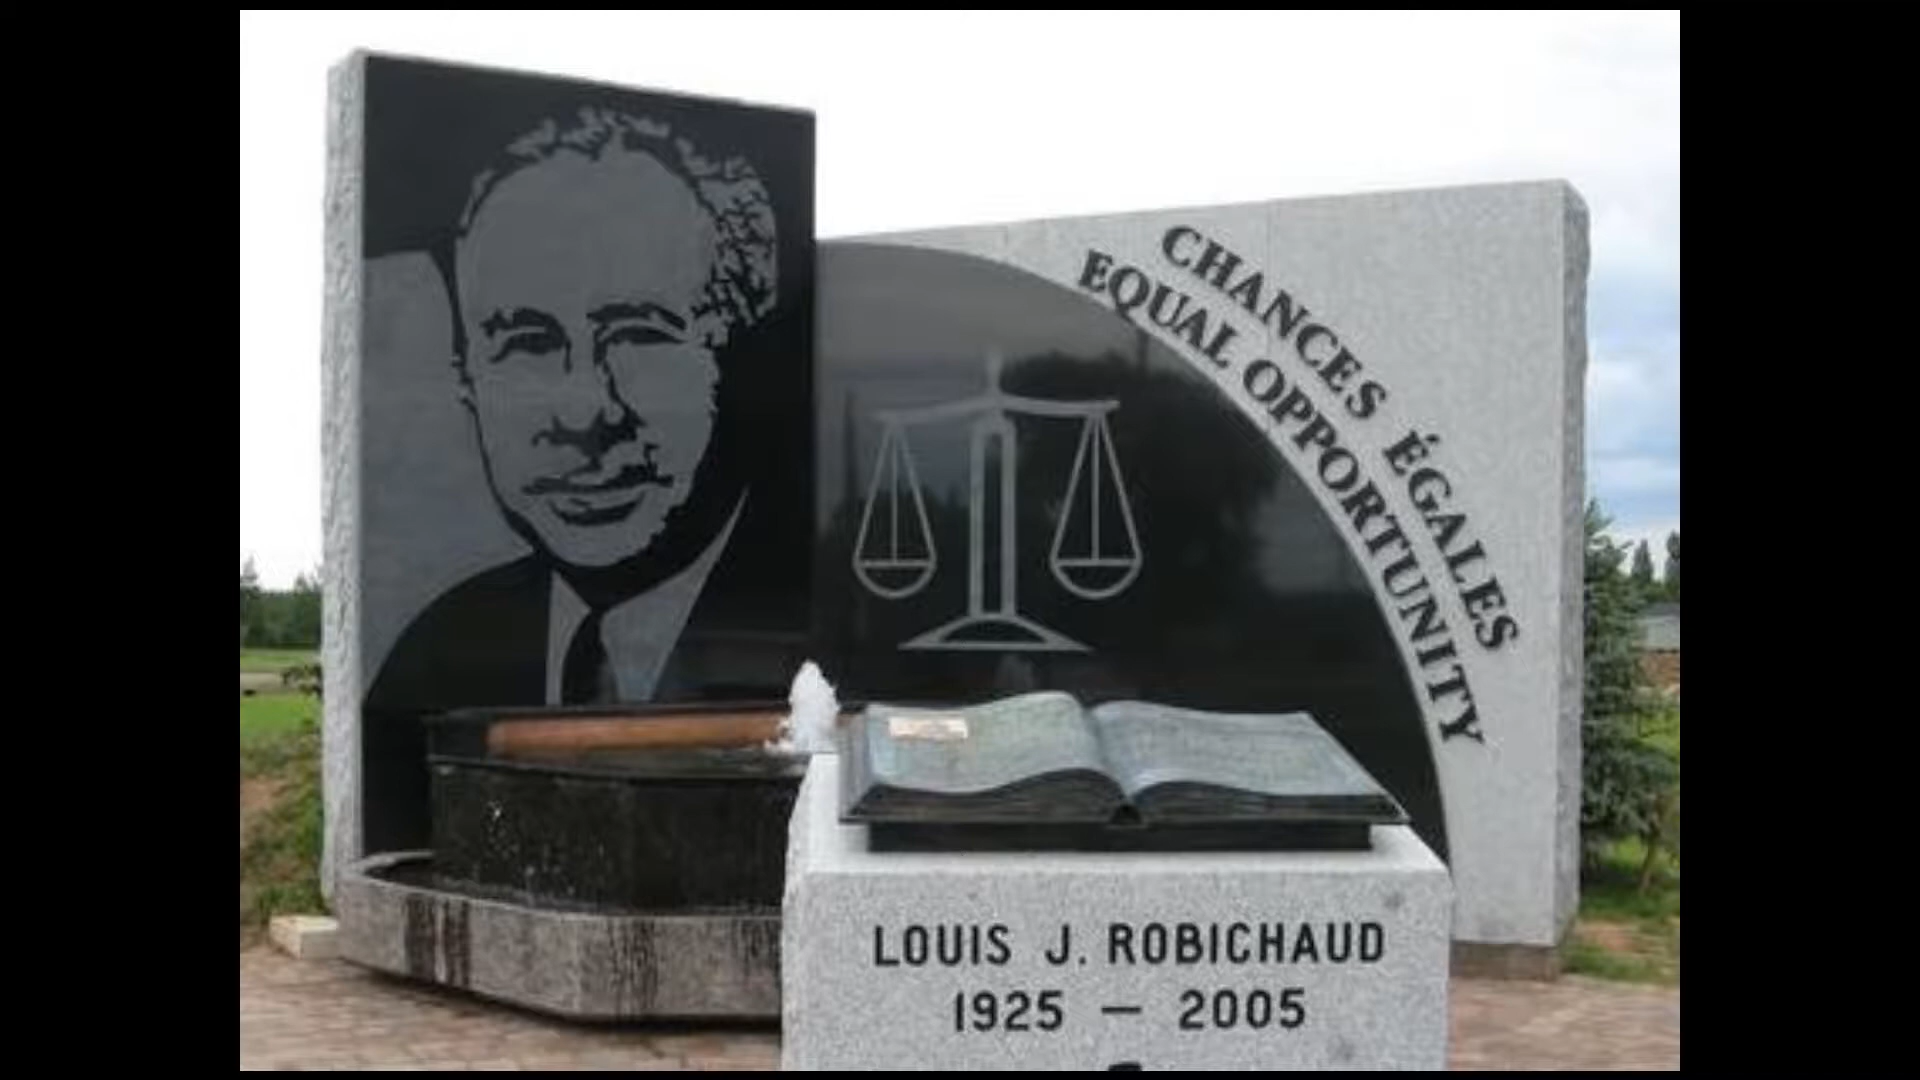 CHANCES ÉGALES
EQUAL OPPORTUNITY
LOUIS J. ROBICHAUD
1925 — 2005